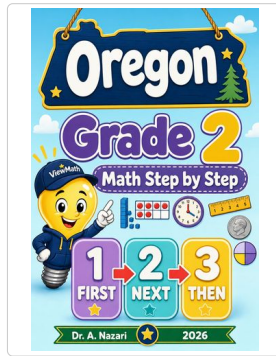 Oregon
Grade 2
Math Step by Step
ViewMath
1 2 3
FIRST NEXT THEN
Dr. A. Nazari 2026